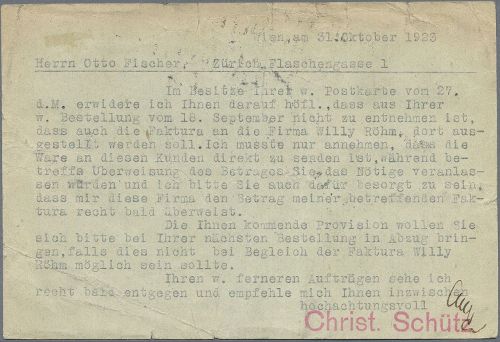 Wien, am 31. Oktober 1923
Herrn Otto Fischer, Zürich, Flaschengasse 1
Im Besitze Ihrer w. Postkarte vom 27.
d.M. erwidere ich Ihnen darauf höfl., dass aus Ihrer
w. Bestellung vom 18. September nicht zu entnehmen ist,
dass auch die Faktura an die Firma Willy Röhm, dort aus-
gestellt werden soll. Ich musste nur annehmen, dass die
Ware an diesen Kunden direkt zu senden ist, während be-
treffs Überweisung des Betrages Sie das Nötige veranlas-
sen würden und ich bitte Sie auch dafür besorgt zu sein,
dass mir diese Firma den Betrag meiner betreffenden Fak-
tura recht bald überweist.
Die Ihnen kommende Provision wollen Sie
sich bitte bei Ihrer nächsten Bestellung in Abzug brin-
gen, falls dies nicht bei Begleich der Faktura Willy
Röhm möglich sein sollte.
Ihren w. ferneren Aufträgen sehe ich
recht bald entgegen und empfehle mich Ihnen inzwischen
hochachtungsvoll
Christ. Schütz